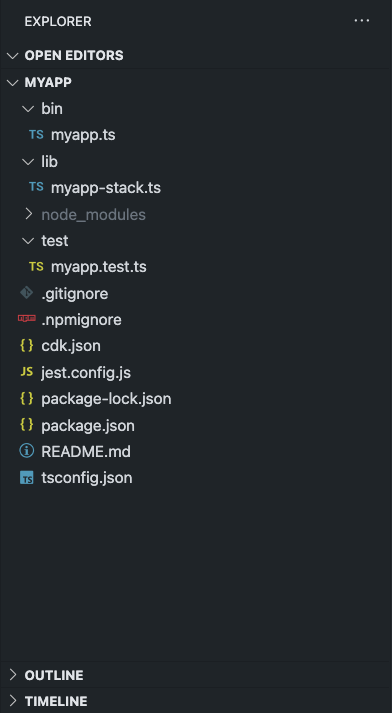 EXPLORER ...
OPEN EDITORS
MYAPP
bin
TS myapp.ts
lib
TS myapp-stack.ts
node_modules
test
TS myapp.test.ts
.gitignore
npm .npmignore
{ } cdk.json
JS jest.config.js
{ } package-lock.json
{ } package.json
README.md
TS tsconfig.json
OUTLINE
TIMELINE